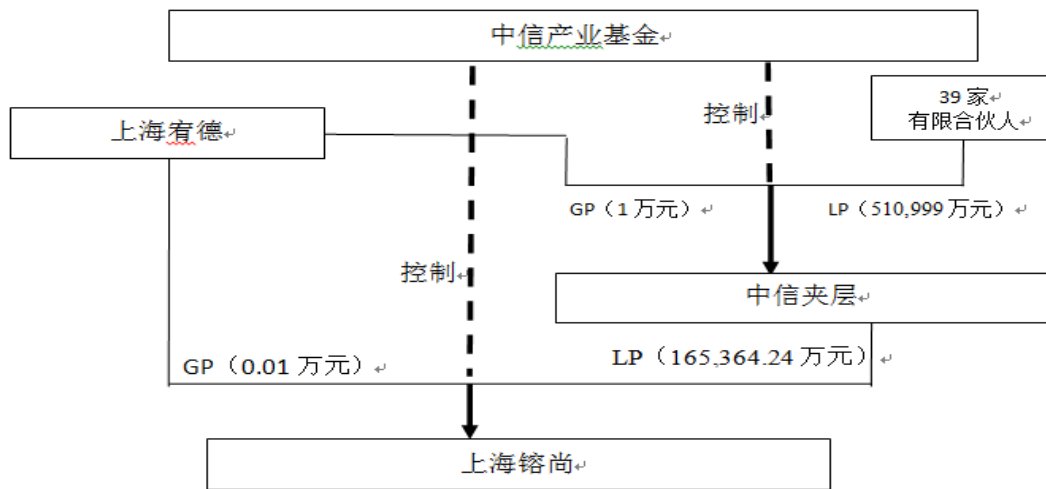 中信产业基金
39 家
有限合伙人
上海宥德
控制
GP（1 万元）
LP（510,999 万元）
控制
中信夹层
GP（0.01 万元）
LP（165,364.24 万元）
上海镕尚